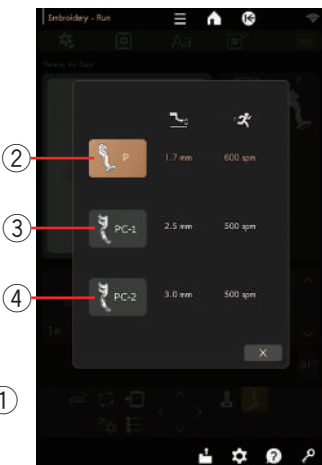 Embroidery - Run
Aa
Ready to Sew
② P 1.7 mm 600 spm
③ PC-1 2.5 mm 500 spm
④ PC-2 3.0 mm 500 spm
X
①